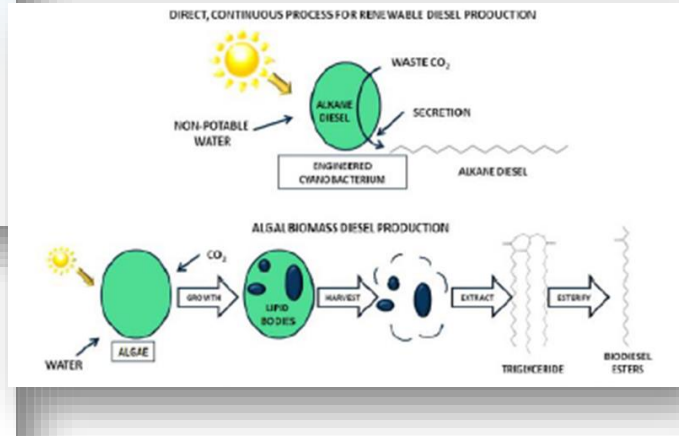 DIRECT, CONTINUOUS PROCESS FOR RENEWABLE DIESEL PRODUCTION
WASTE CO₂
ALKANE
DIESEL
SECRETION
NON-POTABLE
WATER
ENGINEERED
CYANOBACTERIUM
ALKANE DIESEL
ALGAL BIOMASS DIESEL PRODUCTION
CO₂
GROWTH
LIPID
BODIES
HARVEST
EXTRACT
ESTERIFY
ALGAE
WATER
TRIGLYCERIDE
BIODIESEL
ESTERS